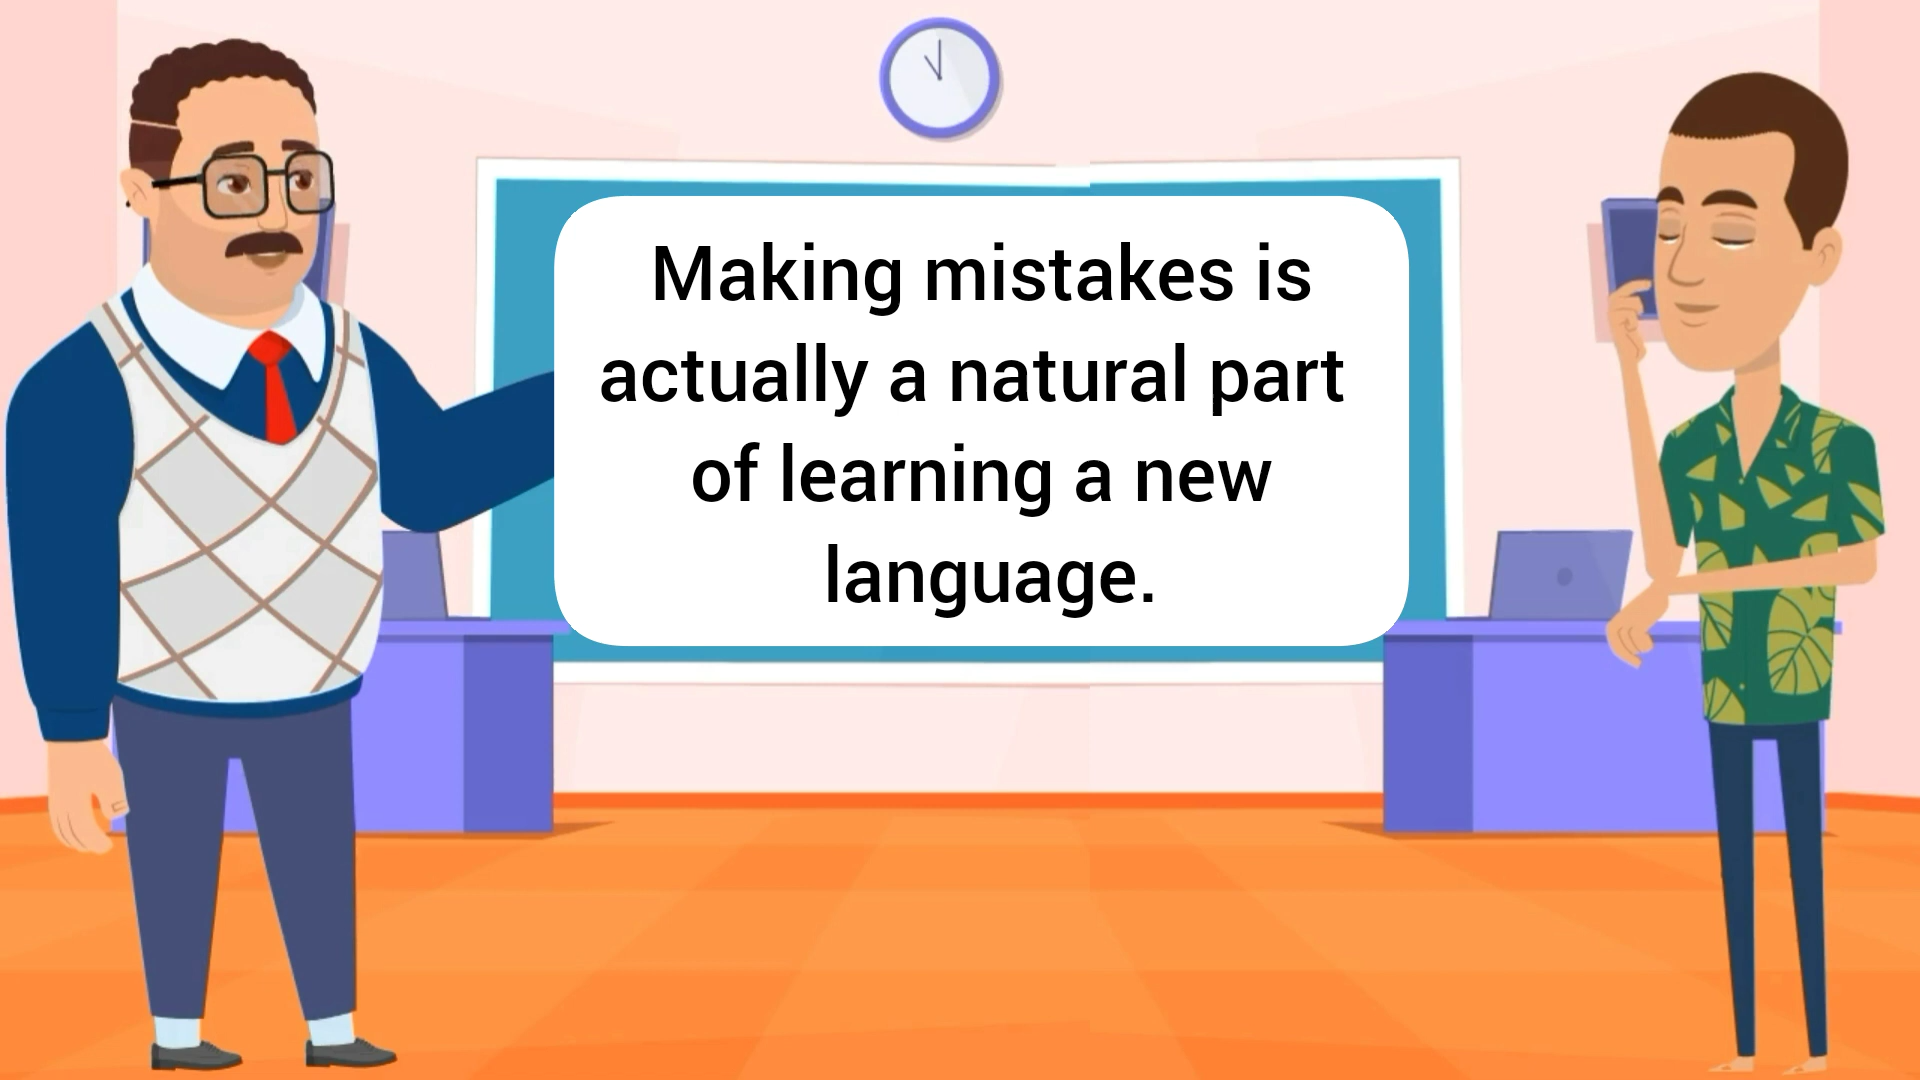 Making mistakes is
actually a natural part
of learning a new
language.